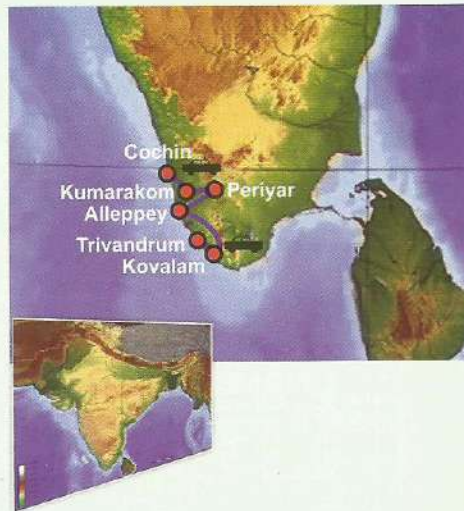 Cochin
Kumarakom
Periyar
Alleppey
Trivandrum
Kovalam